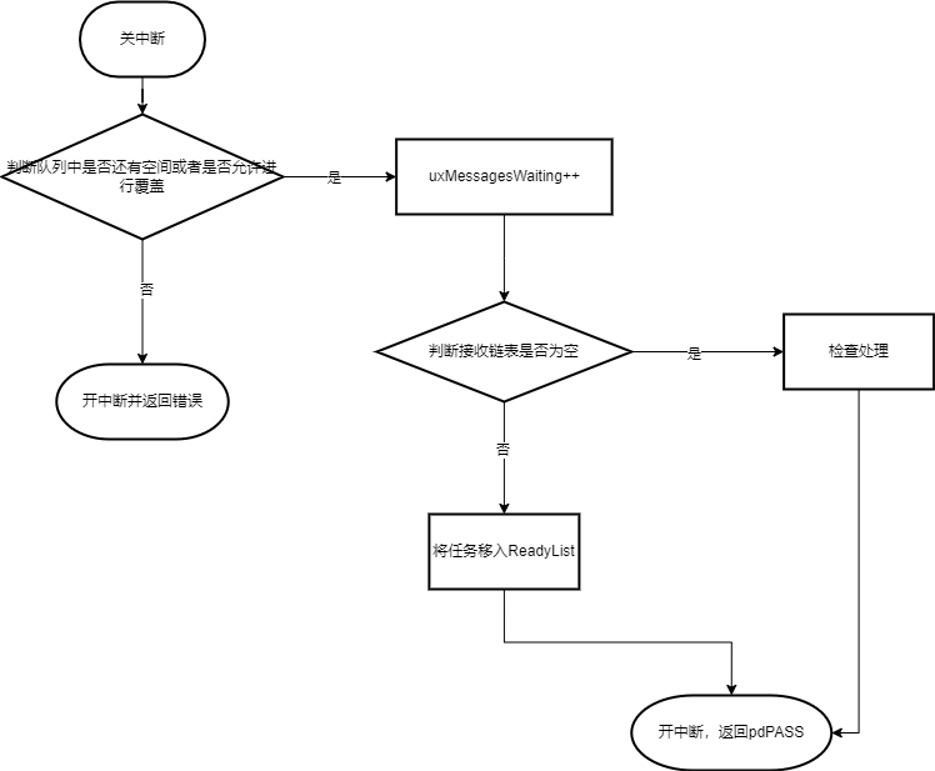 关中断
判断队列中是否还有空间或者是否允许进
行覆盖
是
uxMessagesWaiting++
否
开中断并返回错误
判断接收链表是否为空
是
检查处理
否
将任务移入ReadyList
开中断，返回pdPASS